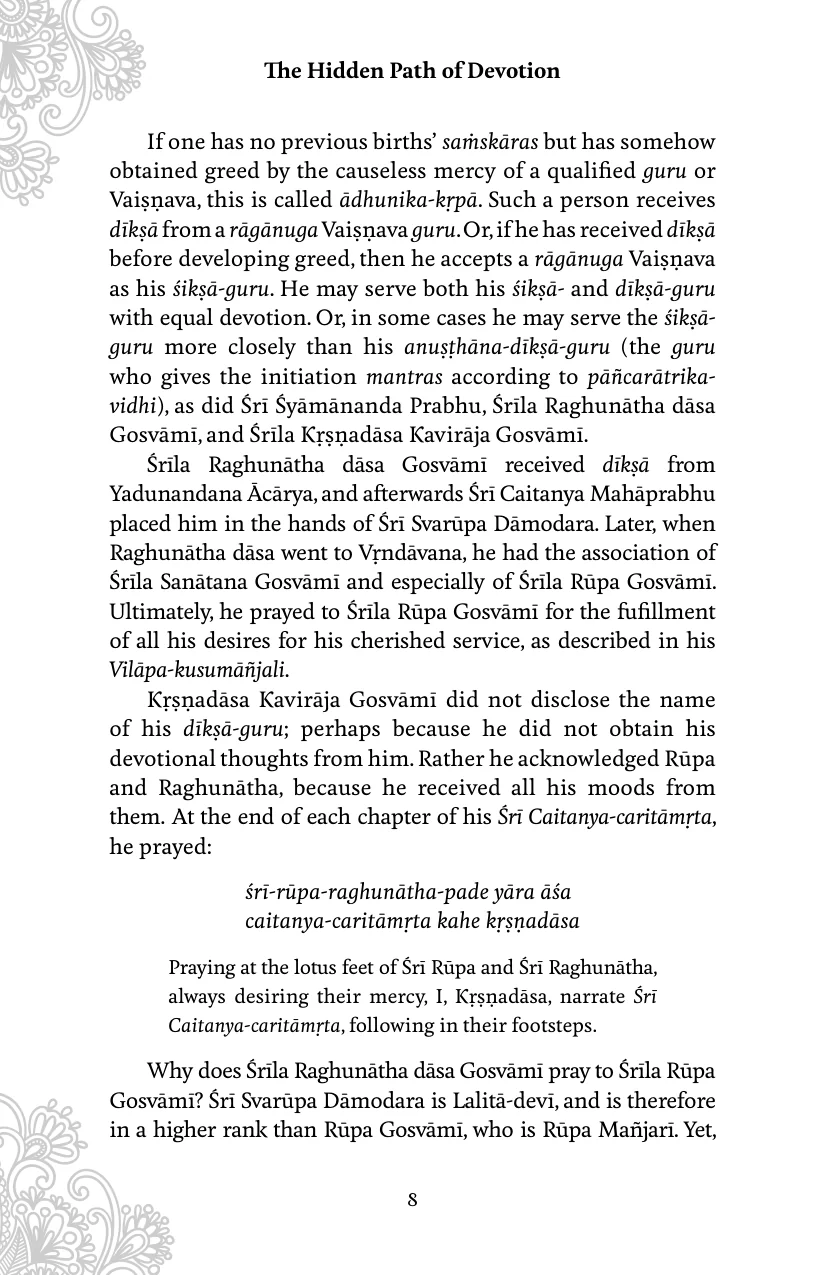 The Hidden Path of Devotion
If one has no previous births’ saṁskāras but has somehow
obtained greed by the causeless mercy of a qualified guru or
Vaiṣṇava, this is called ādhunika-kṛpā. Such a person receives
dīkṣā from a rāgānuga Vaiṣṇava guru. Or, if he has received dīkṣā
before developing greed, then he accepts a rāgānuga Vaiṣṇava
as his śikṣā-guru. He may serve both his śikṣā- and dīkṣā-guru
with equal devotion. Or, in some cases he may serve the śikṣā-
guru more closely than his anuṣṭhāna-dīkṣā-guru (the guru
who gives the initiation mantras according to pāñcarātrika-
vidhi), as did Śrī Śyāmānanda Prabhu, Śrīla Raghunātha dāsa
Gosvāmī, and Śrīla Kṛṣṇadāsa Kavirāja Gosvāmī.
Śrīla Raghunātha dāsa Gosvāmī received dīkṣā from
Yadunandana Ācārya, and afterwards Śrī Caitanya Mahāprabhu
placed him in the hands of Śrī Svarūpa Dāmodara. Later, when
Raghunātha dāsa went to Vṛndāvana, he had the association of
Śrīla Sanātana Gosvāmī and especially of Śrīla Rūpa Gosvāmī.
Ultimately, he prayed to Śrīla Rūpa Gosvāmī for the fufillment
of all his desires for his cherished service, as described in his
Vilāpa-kusumāñjali.
Kṛṣṇadāsa Kavirāja Gosvāmī did not disclose the name
of his dīkṣā-guru; perhaps because he did not obtain his
devotional thoughts from him. Rather he acknowledged Rūpa
and Raghunātha, because he received all his moods from
them. At the end of each chapter of his Śrī Caitanya-caritāmṛta,
he prayed:
śrī-rūpa-raghunātha-pade yāra āśa
caitanya-caritāmṛta kahe kṛṣṇadāsa
Praying at the lotus feet of Śrī Rūpa and Śrī Raghunātha,
always desiring their mercy, I, Kṛṣṇadāsa, narrate Śrī
Caitanya-caritāmṛta, following in their footsteps.
Why does Śrīla Raghunātha dāsa Gosvāmī pray to Śrīla Rūpa
Gosvāmī? Śrī Svarūpa Dāmodara is Lalitā-devī, and is therefore
in a higher rank than Rūpa Gosvāmī, who is Rūpa Mañjarī. Yet,
8